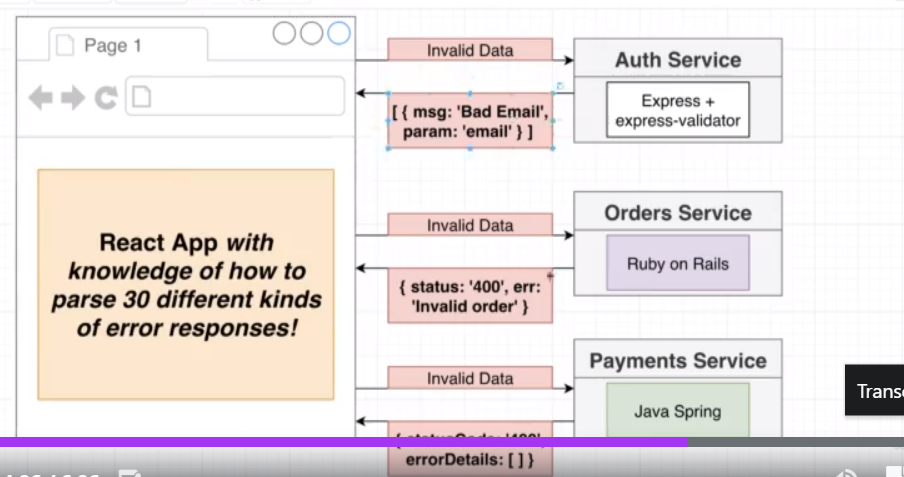 Page 1
Invalid Data
Auth Service
[ { msg: 'Bad Email',
param: 'email' } ]
Express +
express-validator
React App with
knowledge of how to
parse 30 different kinds
of error responses!
Invalid Data
Orders Service
Ruby on Rails
{ status: '400', err:
'Invalid order' }
Invalid Data
Payments Service
Java Spring
errorDetails: [ ] }